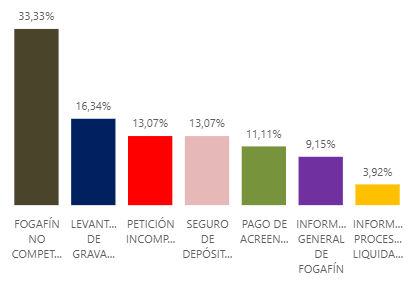 33,33%
16,34%
13,07%
13,07%
11,11%
9,15%
3,92%
FOGAFÍN
NO
COMPET...
LEVANT...
DE
GRAVA...
PETICIÓN
INCOMP...
SEGURO
DE
DEPÓSIT...
PAGO DE
ACREEN...
INFORM...
GENERAL
DE
FOGAFÍN
INFORM...
PROCES...
LIQUIDA...